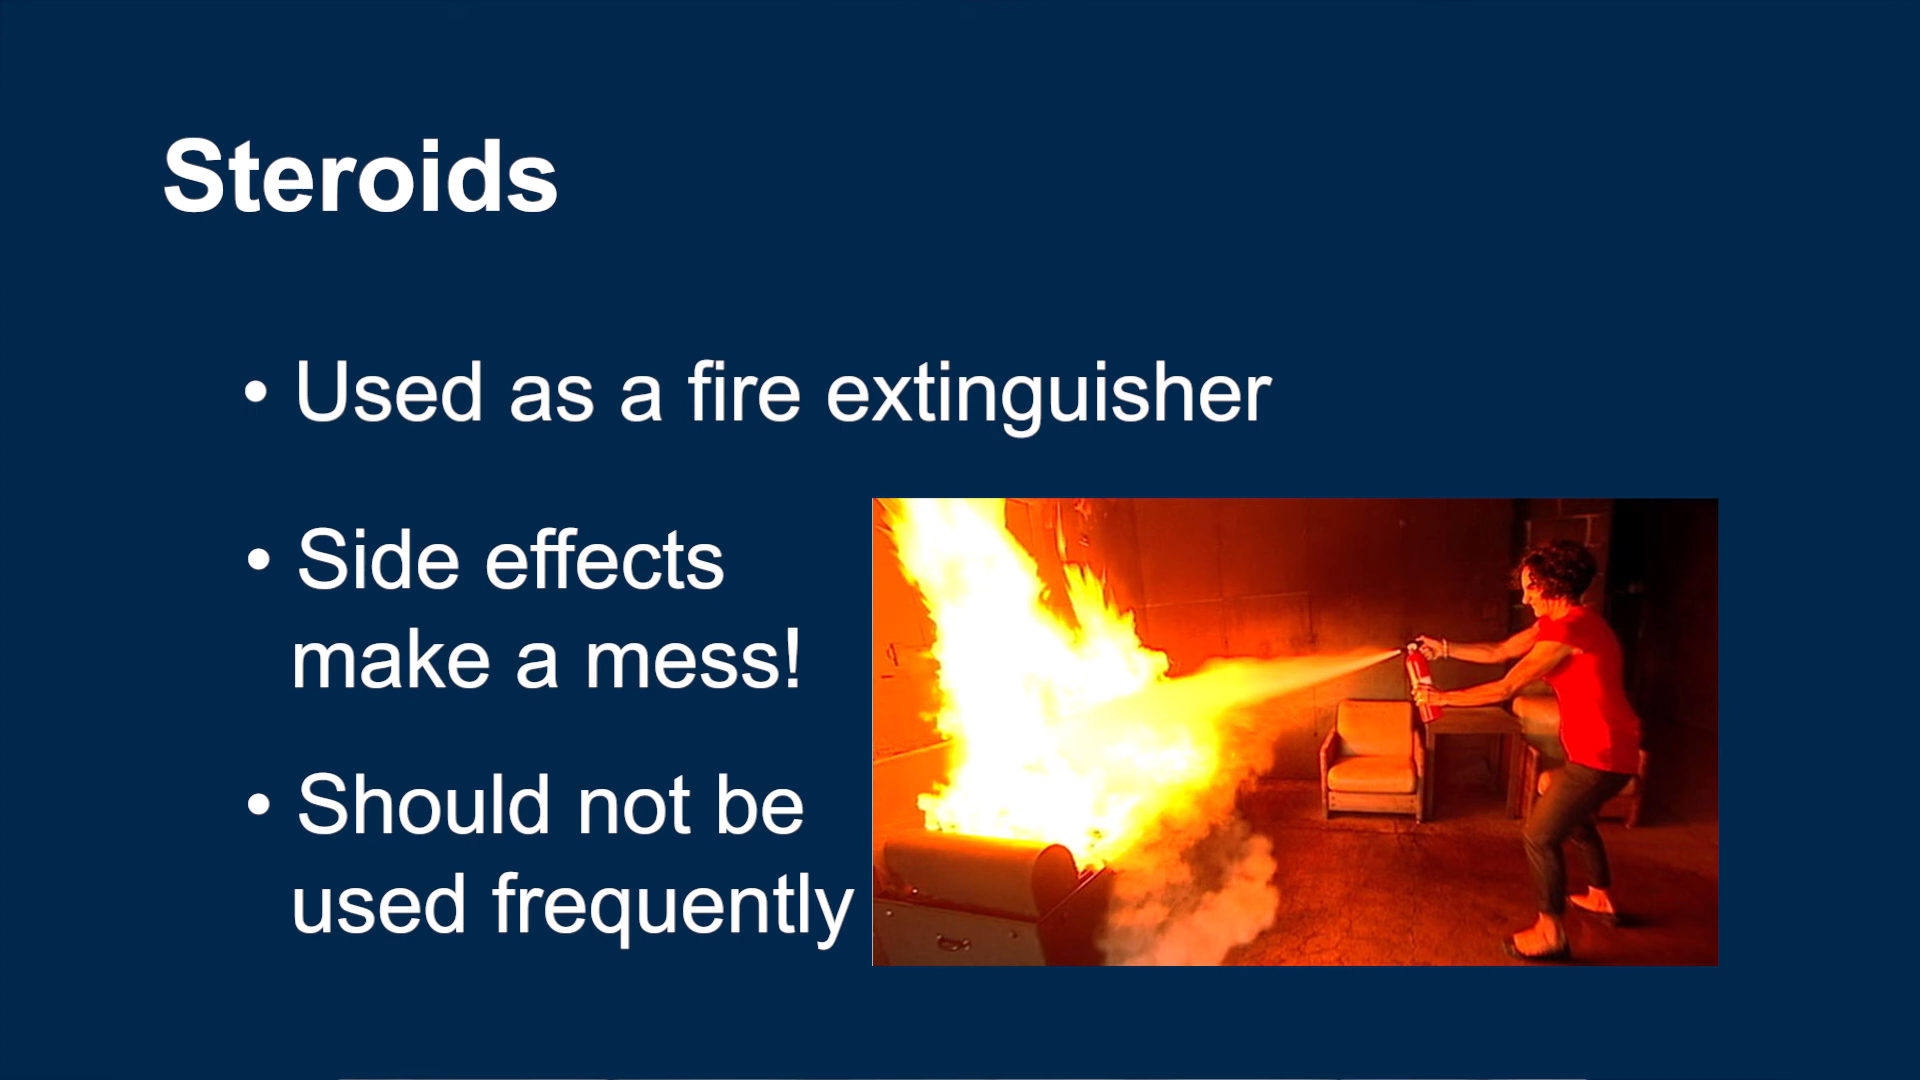 Steroids
• Used as a fire extinguisher
• Side effects
make a mess!
• Should not be
used frequently